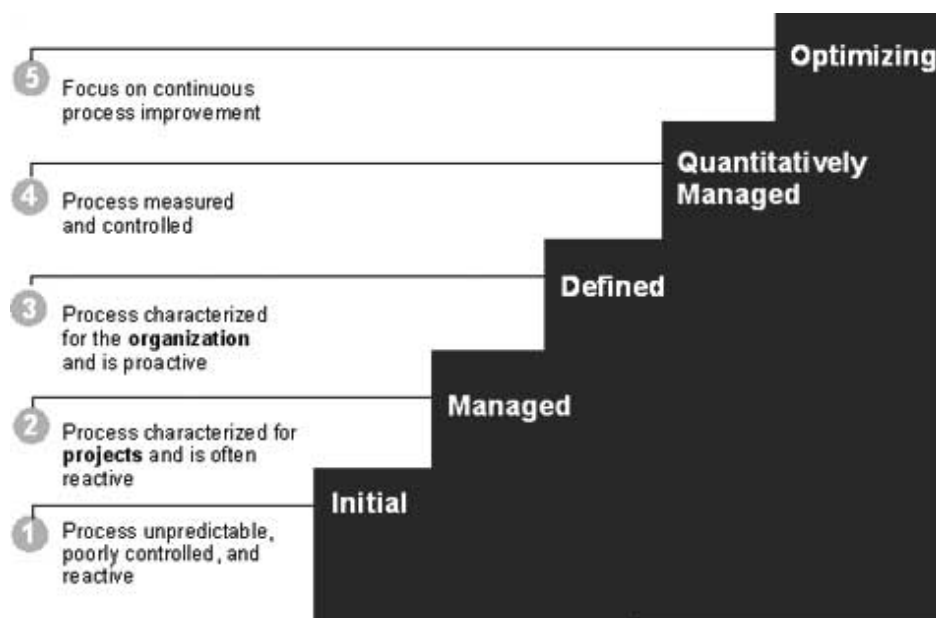 Optimizing
5
Focus on continuous
process improvement
Quantitatively
Managed
4
Process measured
and controlled
Defined
3
Process characterized
for the organization
and is proactive
Managed
2
Process characterized for
projects and is often
reactive
Initial
1
Process unpredictable,
poorly controlled, and
reactive